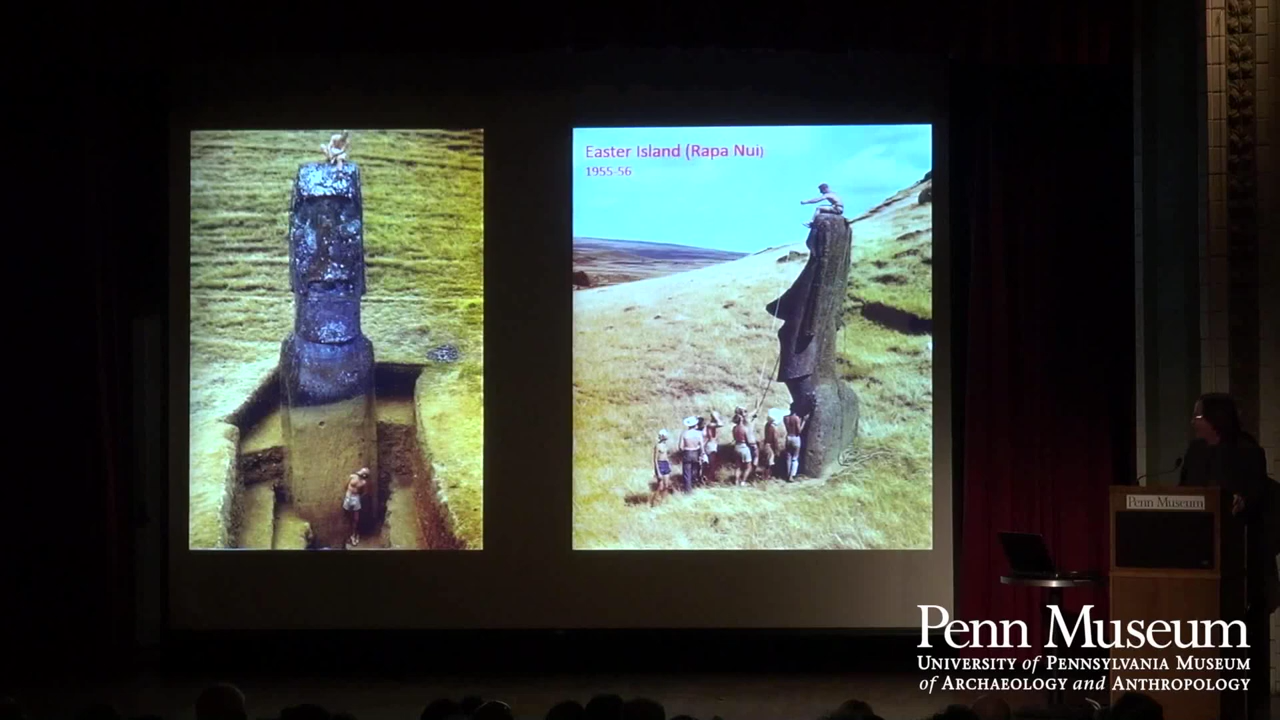 Easter Island (Rapa Nui)
1955-56
Penn Museum
Penn Museum
UNIVERSITY of PENNSYLVANIA MUSEUM
of ARCHAEOLOGY and ANTHROPOLOGY